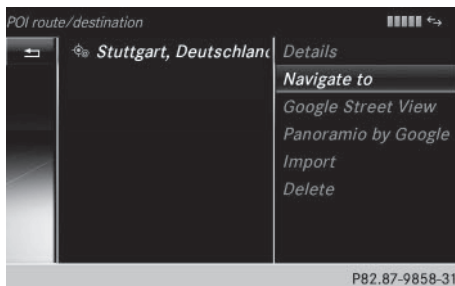 POI route/destination
Stuttgart, Deutschland
Details
Navigate to
Google Street View
Panoramio by Google
Import
Delete
P82.87-9858-31